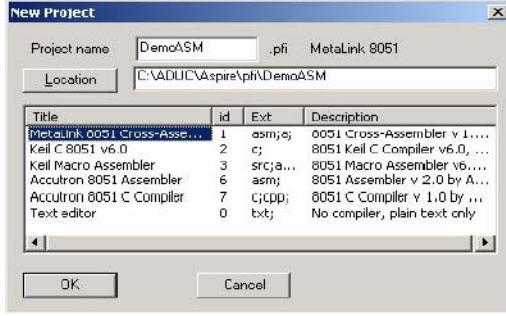 New Project
Project name DemoASM .pfi MetaLink 8051
Location C:\ADUC\Aspire\pfi\DemoASM
Title id Ext Description
MetaLink 8051 Cross-Asse... 1 asm;a; 8051 Cross-Assembler v 1....
Keil C 8051 v6.0 2 c; 8051 Keil C Compiler v6.0, ...
Keil Macro Assembler 3 src;a... 8051 Macro Assembler v6....
Accutron 8051 Assembler 6 asm; 8051 Assembler v 2.0 by A...
Accutron 8051 C Compiler 7 c;cpp; 8051 C Compiler v 1.0 by ...
Text editor 0 txt; No compiler, plain text only
OK Cancel